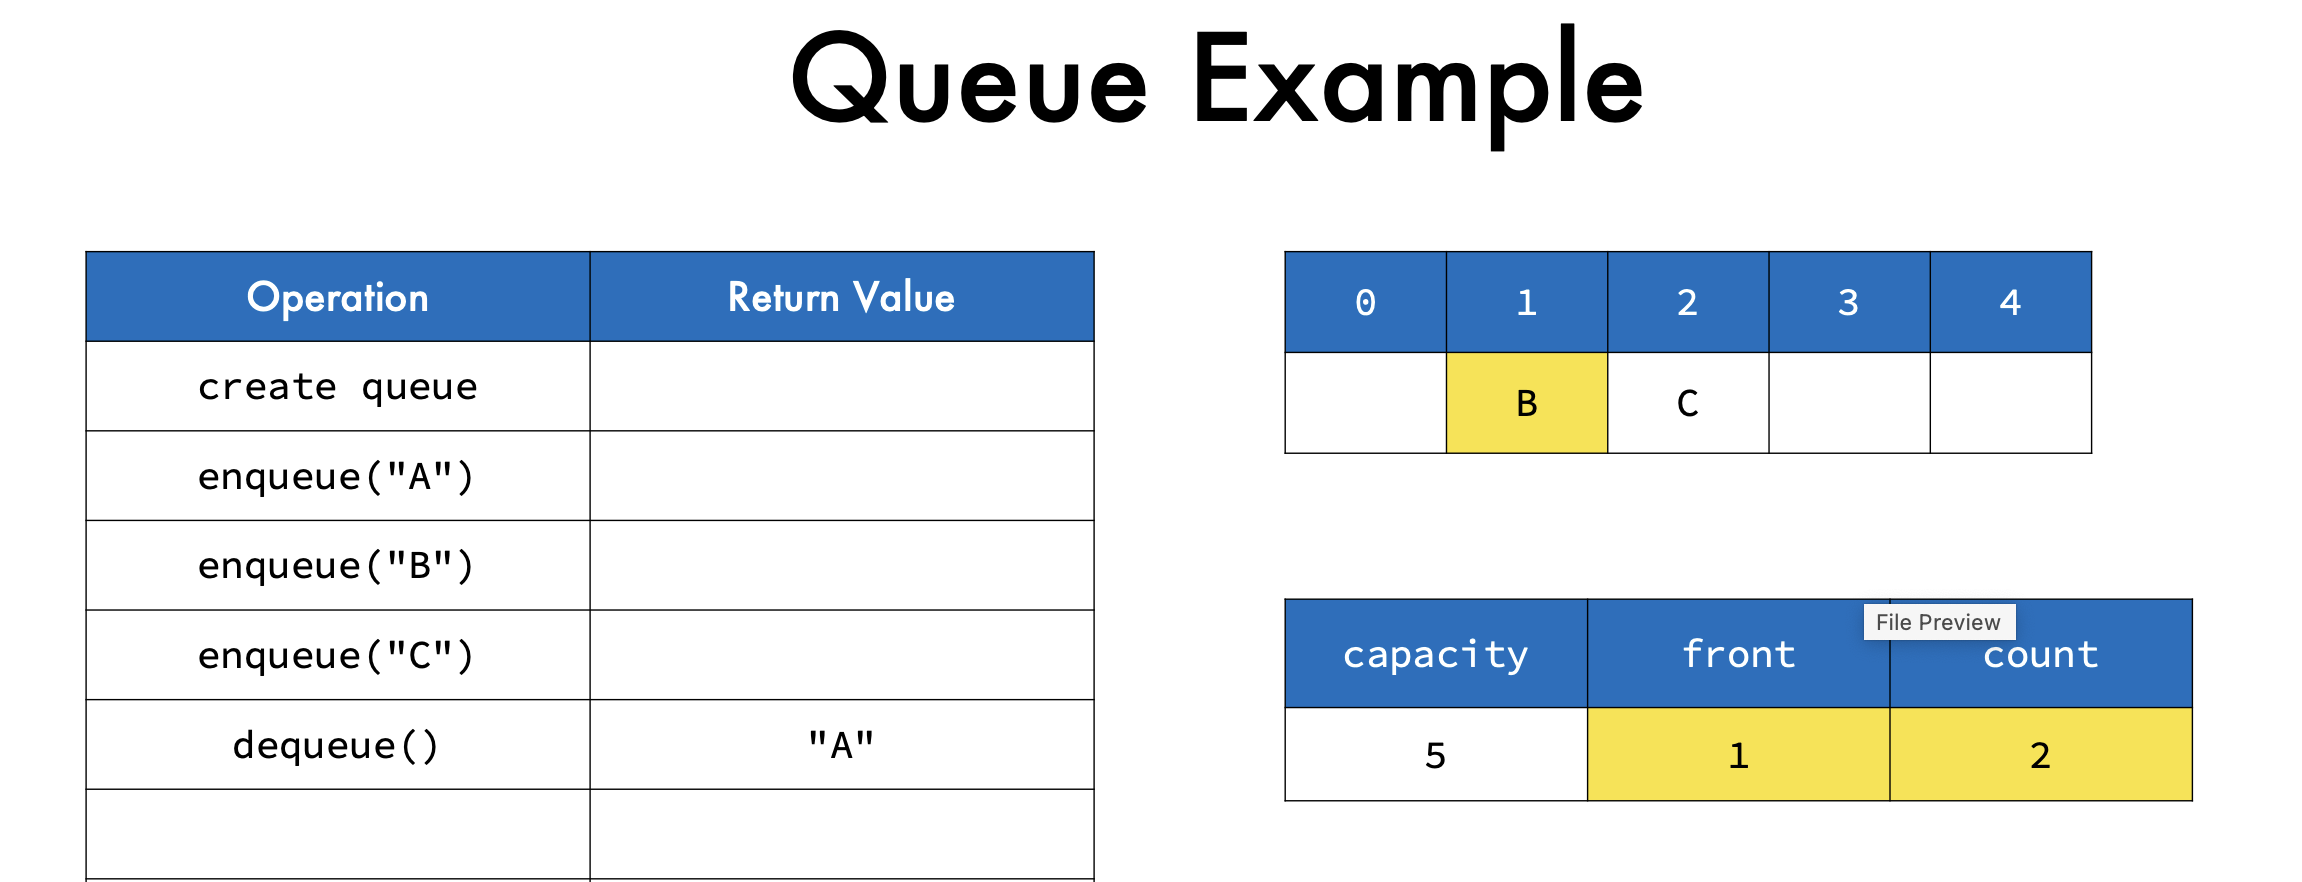 Queue Example
Operation Return Value
create queue
enqueue("A")
enqueue("B")
enqueue("C")
dequeue() "A"
0 1 2 3 4
B C
File Preview
capacity front count
5 1 2